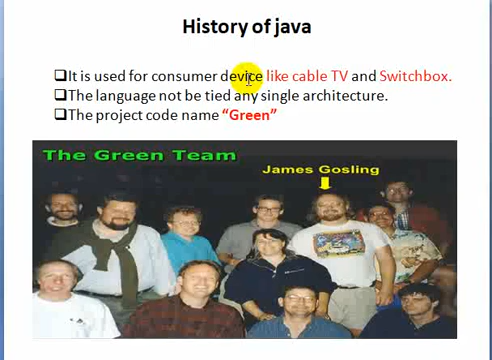 History of java
It is used for consumer device like cable TV and Switchbox.
The language not be tied any single architecture.
The project code name “Green”
The Green Team
James Gosling